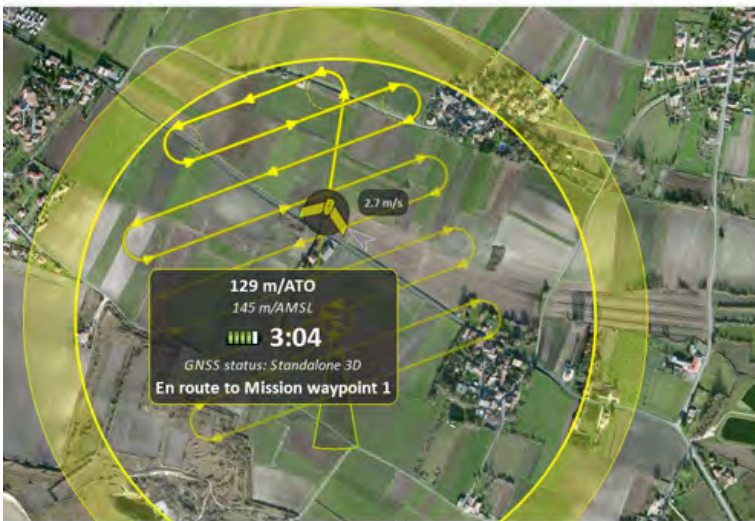 2.7 m/s
129 m/ATO
145 m/AMSL
3:04
GNSS status: Standalone 3D
En route to Mission waypoint 1